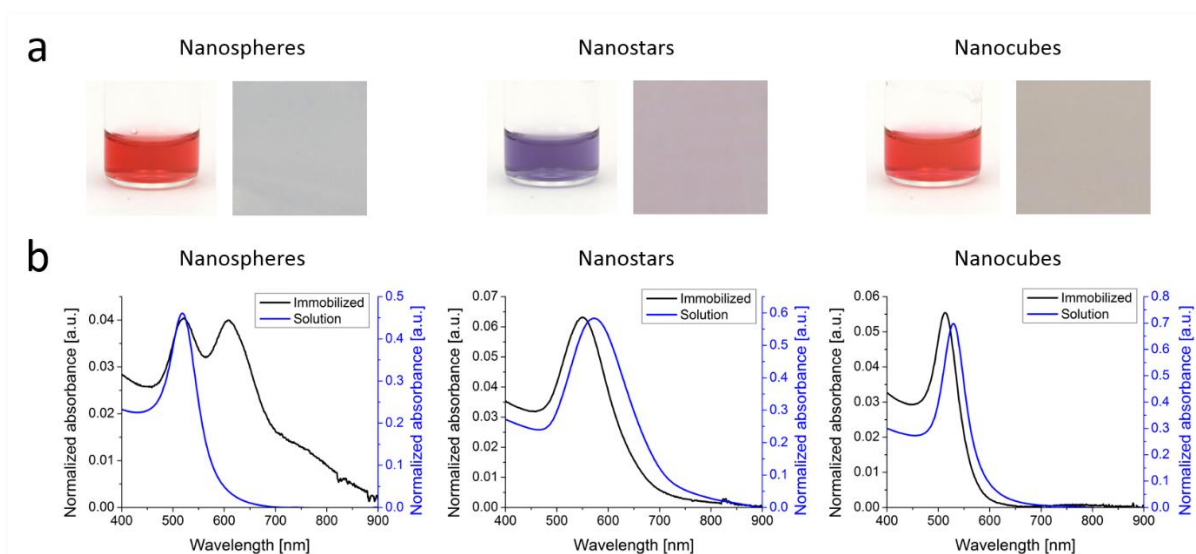 a
Nanospheres
Nanostars
Nanocubes
b
Nanospheres
Nanostars
Nanocubes
Normalized absorbance [a.u.]
0.04
0.03
0.02
0.01
0.00
Immobilized
Solution
0.5
0.4
0.3
0.2
0.1
0.0
Normalized absorbance [a.u.]
400 500 600 700 800 900
Wavelength [nm]
Normalized absorbance [a.u.]
0.07
0.06
0.05
0.04
0.03
0.02
0.01
0.00
Immobilized
Solution
0.6
0.5
0.4
0.3
0.2
0.1
0.0
Normalized absorbance [a.u.]
400 500 600 700 800 900
Wavelength [nm]
Normalized absorbance [a.u.]
0.06
0.05
0.04
0.03
0.02
0.01
0.00
Immobilized
Solution
0.8
0.7
0.6
0.5
0.4
0.3
0.2
0.1
0.0
Normalized absorbance [a.u.]
400 500 600 700 800 900
Wavelength [nm]